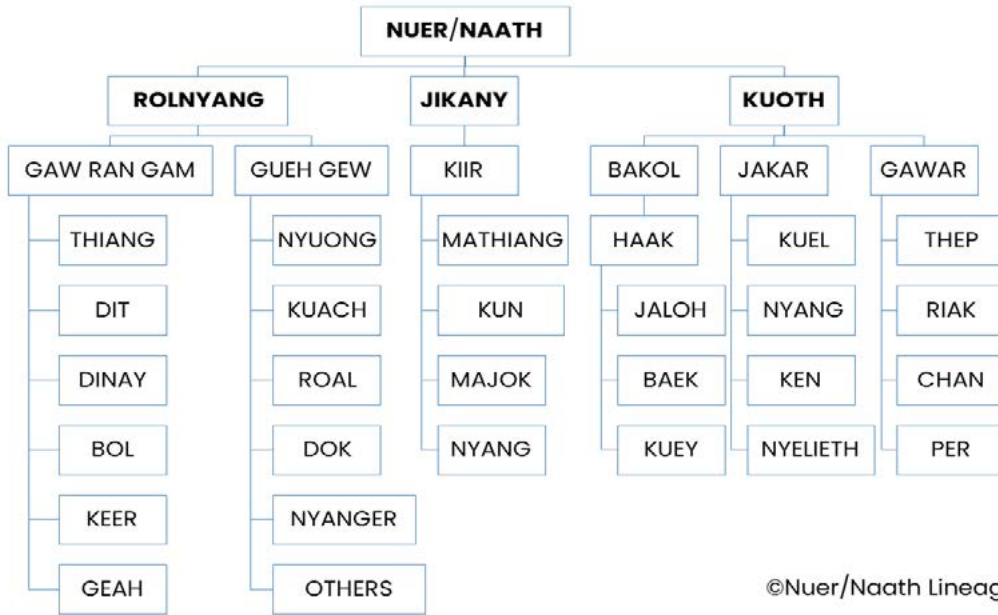 NUER/NAATH
ROLNYANG
JIKANY
KUOTH
GAW RAN GAM
GUEH GEW
KIIR
BAKOL
JAKAR
GAWAR
THIANG
NYUONG
MATHIANG
HAAK
KUEL
THEP
DIT
KUACH
KUN
JALOH
NYANG
RIAK
DINAY
ROAL
MAJOK
BAEK
KEN
CHAN
BOL
DOK
NYANG
KUEY
NYELIETH
PER
KEER
NYANGER
GEAH
OTHERS
©Nuer/Naath Lineag